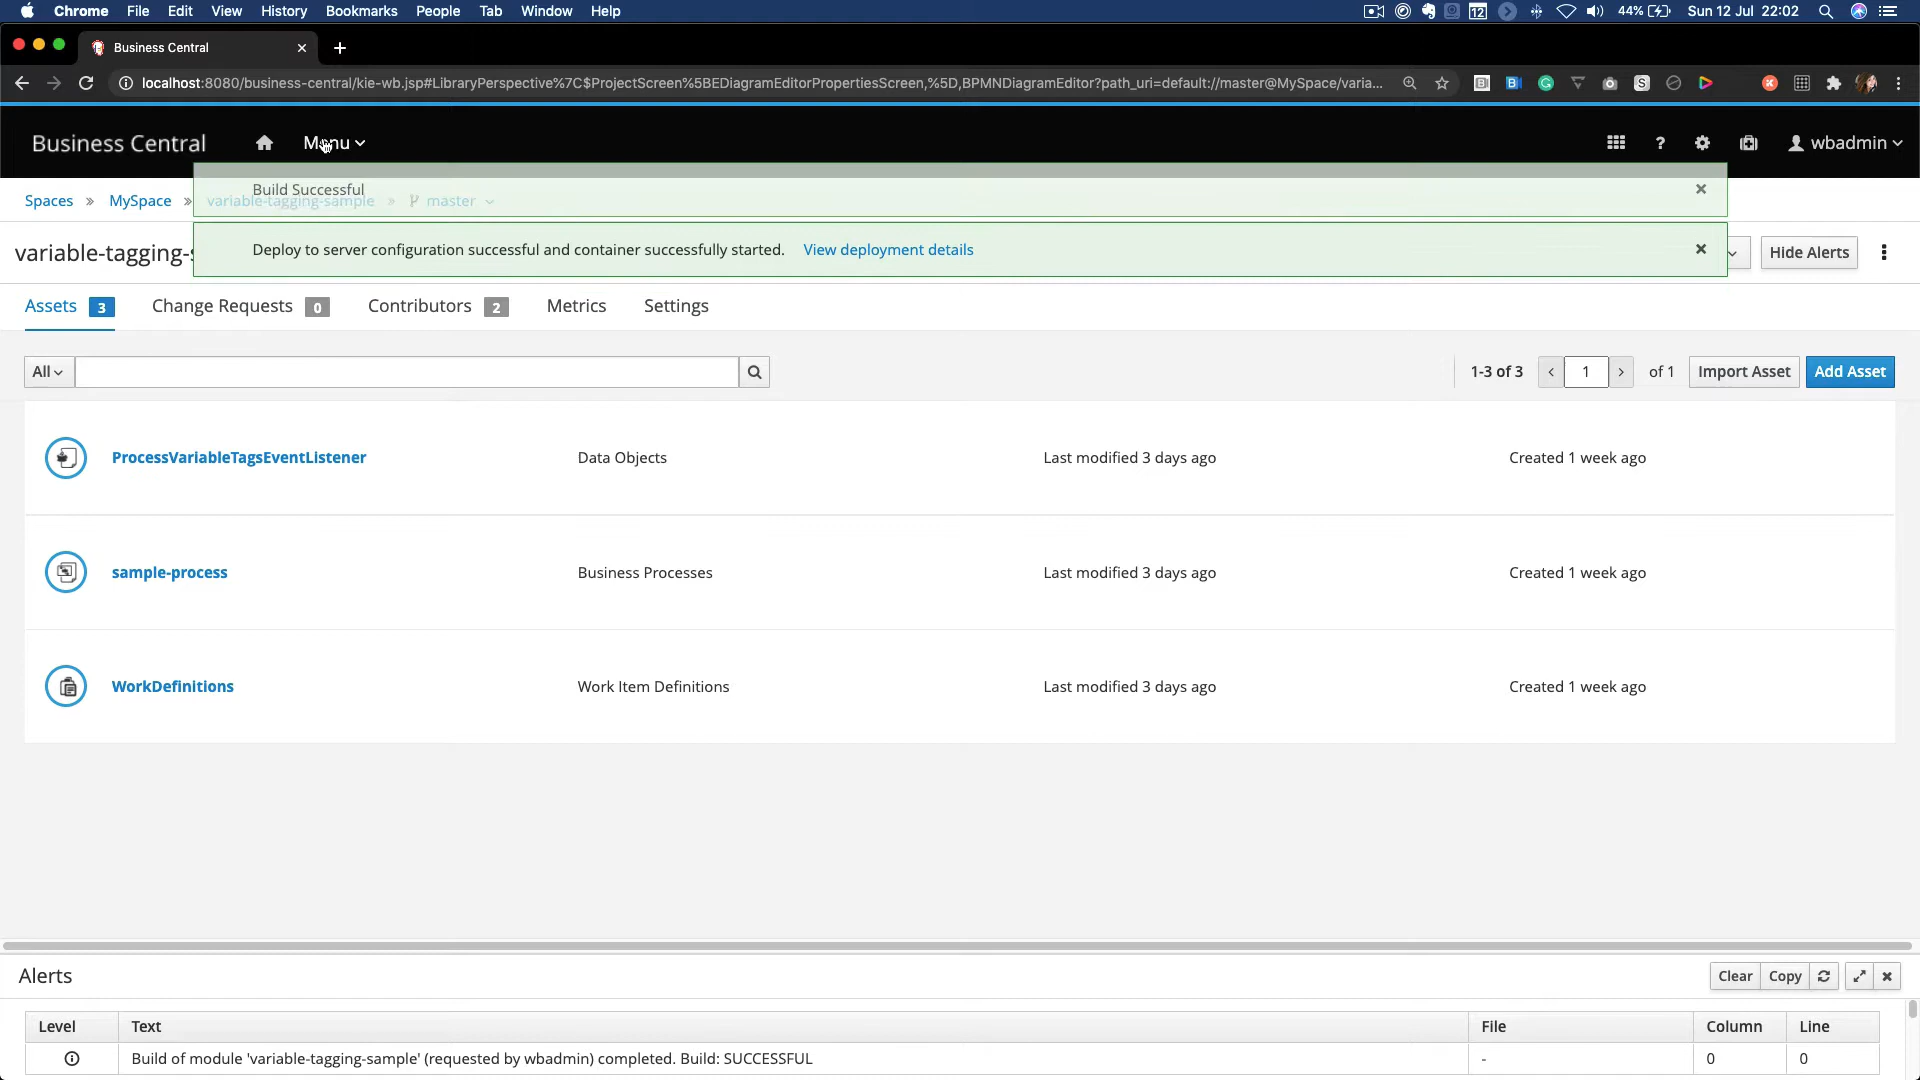 Chrome File Edit View History Bookmarks People Tab Window Help 12 44% Sun 12 Jul 22:02
Business Central
localhost:8080/business-central/kie-wb.jsp#LibraryPerspective%7C$ProjectScreen%5BEDiagramEditorPropertiesScreen,%5D,BPMNDiagramEditor?path_uri=default://master@MySpace/varia...
Business Central Menu ? wbadmin
Build Successful
Spaces » MySpace » variable-tagging-sample » master
variable-tagging-s Deploy to server configuration successful and container successfully started. View deployment details Hide Alerts
Assets 3 Change Requests 0 Contributors 2 Metrics Settings
All 1-3 of 3 < 1 > of 1 Import Asset Add Asset
ProcessVariableTagsEventListener Data Objects Last modified 3 days ago Created 1 week ago
sample-process Business Processes Last modified 3 days ago Created 1 week ago
WorkDefinitions Work Item Definitions Last modified 3 days ago Created 1 week ago
Alerts Clear Copy
Level Text File Column Line
Build of module 'variable-tagging-sample' (requested by wbadmin) completed. Build: SUCCESSFUL - 0 0